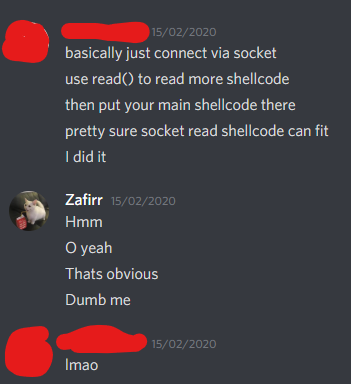 15/02/2020
basically just connect via socket
use read() to read more shellcode
then put your main shellcode there
pretty sure socket read shellcode can fit
I did it
Zafirr 15/02/2020
Hmm
O yeah
Thats obvious
Dumb me
15/02/2020
lmao